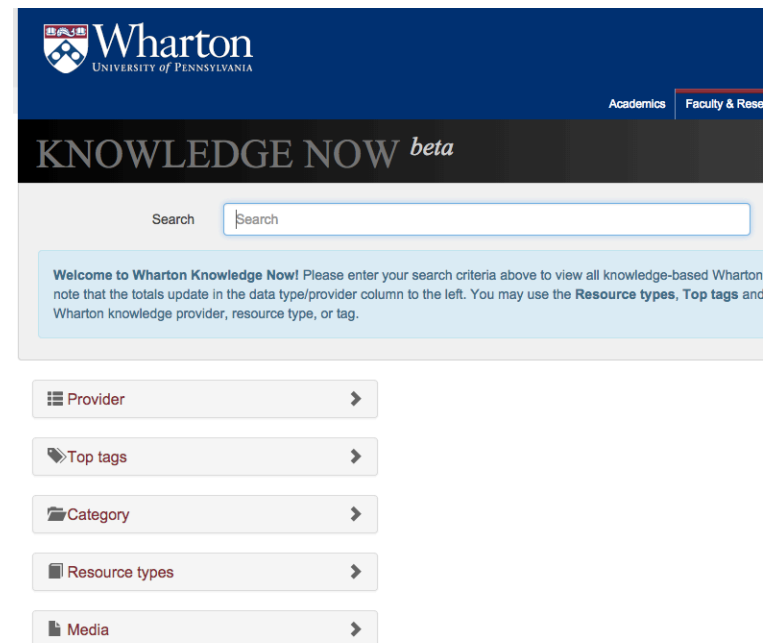 Wharton
UNIVERSITY of PENNSYLVANIA
Academics
Faculty & Rese
KNOWLEDGE NOW beta
Search
Search
Welcome to Wharton Knowledge Now! Please enter your search criteria above to view all knowledge-based Wharton
note that the totals update in the data type/provider column to the left. You may use the Resource types, Top tags and
Wharton knowledge provider, resource type, or tag.
Provider
Top tags
Category
Resource types
Media